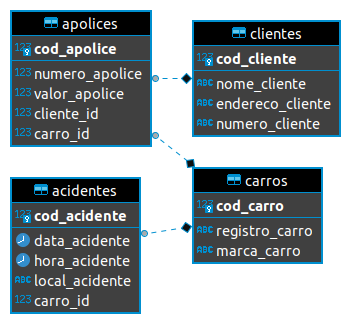 apolices
123 cod_apolice
123 numero_apolice
123 valor_apolice
123 cliente_id
123 carro_id
clientes
123 cod_cliente
ABC nome_cliente
ABC endereco_cliente
ABC numero_cliente
acidentes
123 cod_acidente
data_acidente
hora_acidente
ABC local_acidente
123 carro_id
carros
123 cod_carro
ABC registro_carro
ABC marca_carro